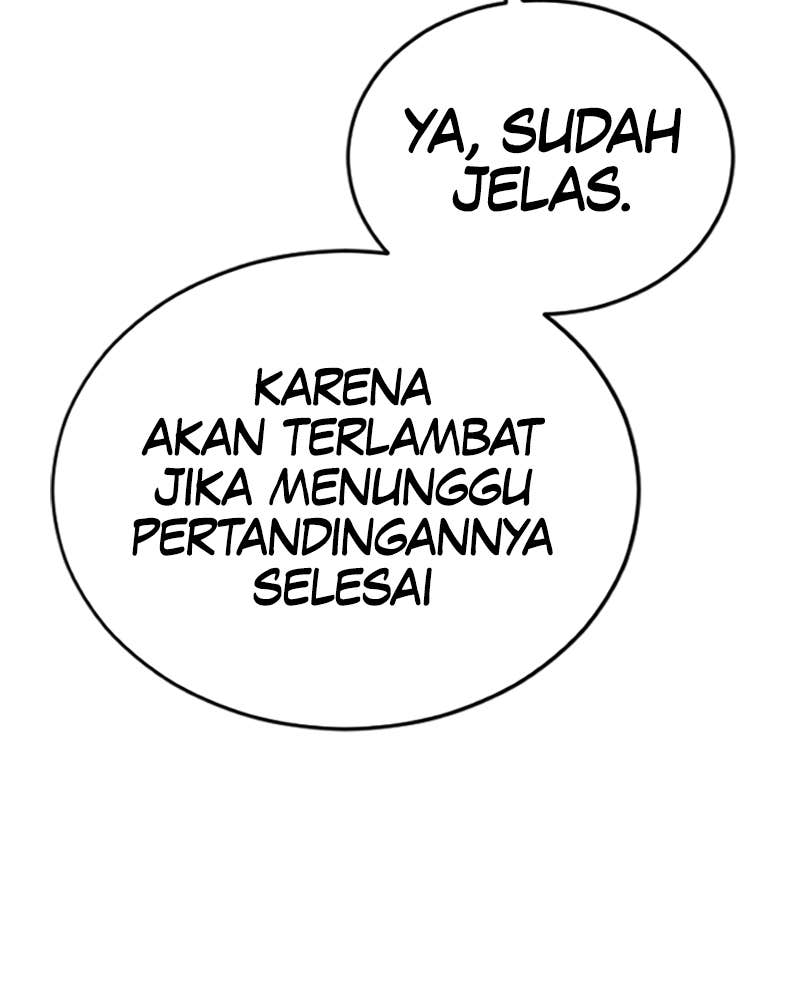 YA, SUDAH
JELAS.
KARENA
AKAN TERLAMBAT
JIKA MENUNGGU
PERTANDINGANNYA
SELESAI